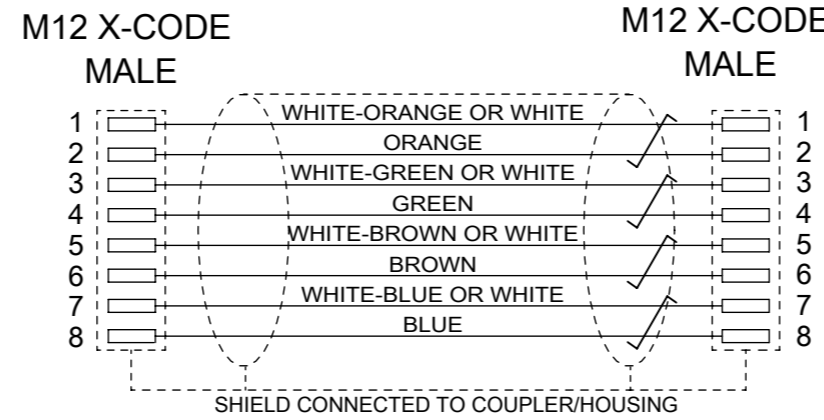 M12 X-CODE
MALE
M12 X-CODE
MALE
1 WHITE-ORANGE OR WHITE 1
2 ORANGE 2
3 WHITE-GREEN OR WHITE 3
4 GREEN 4
5 WHITE-BROWN OR WHITE 5
6 BROWN 6
7 WHITE-BLUE OR WHITE 7
8 BLUE 8
SHIELD CONNECTED TO COUPLER/HOUSING